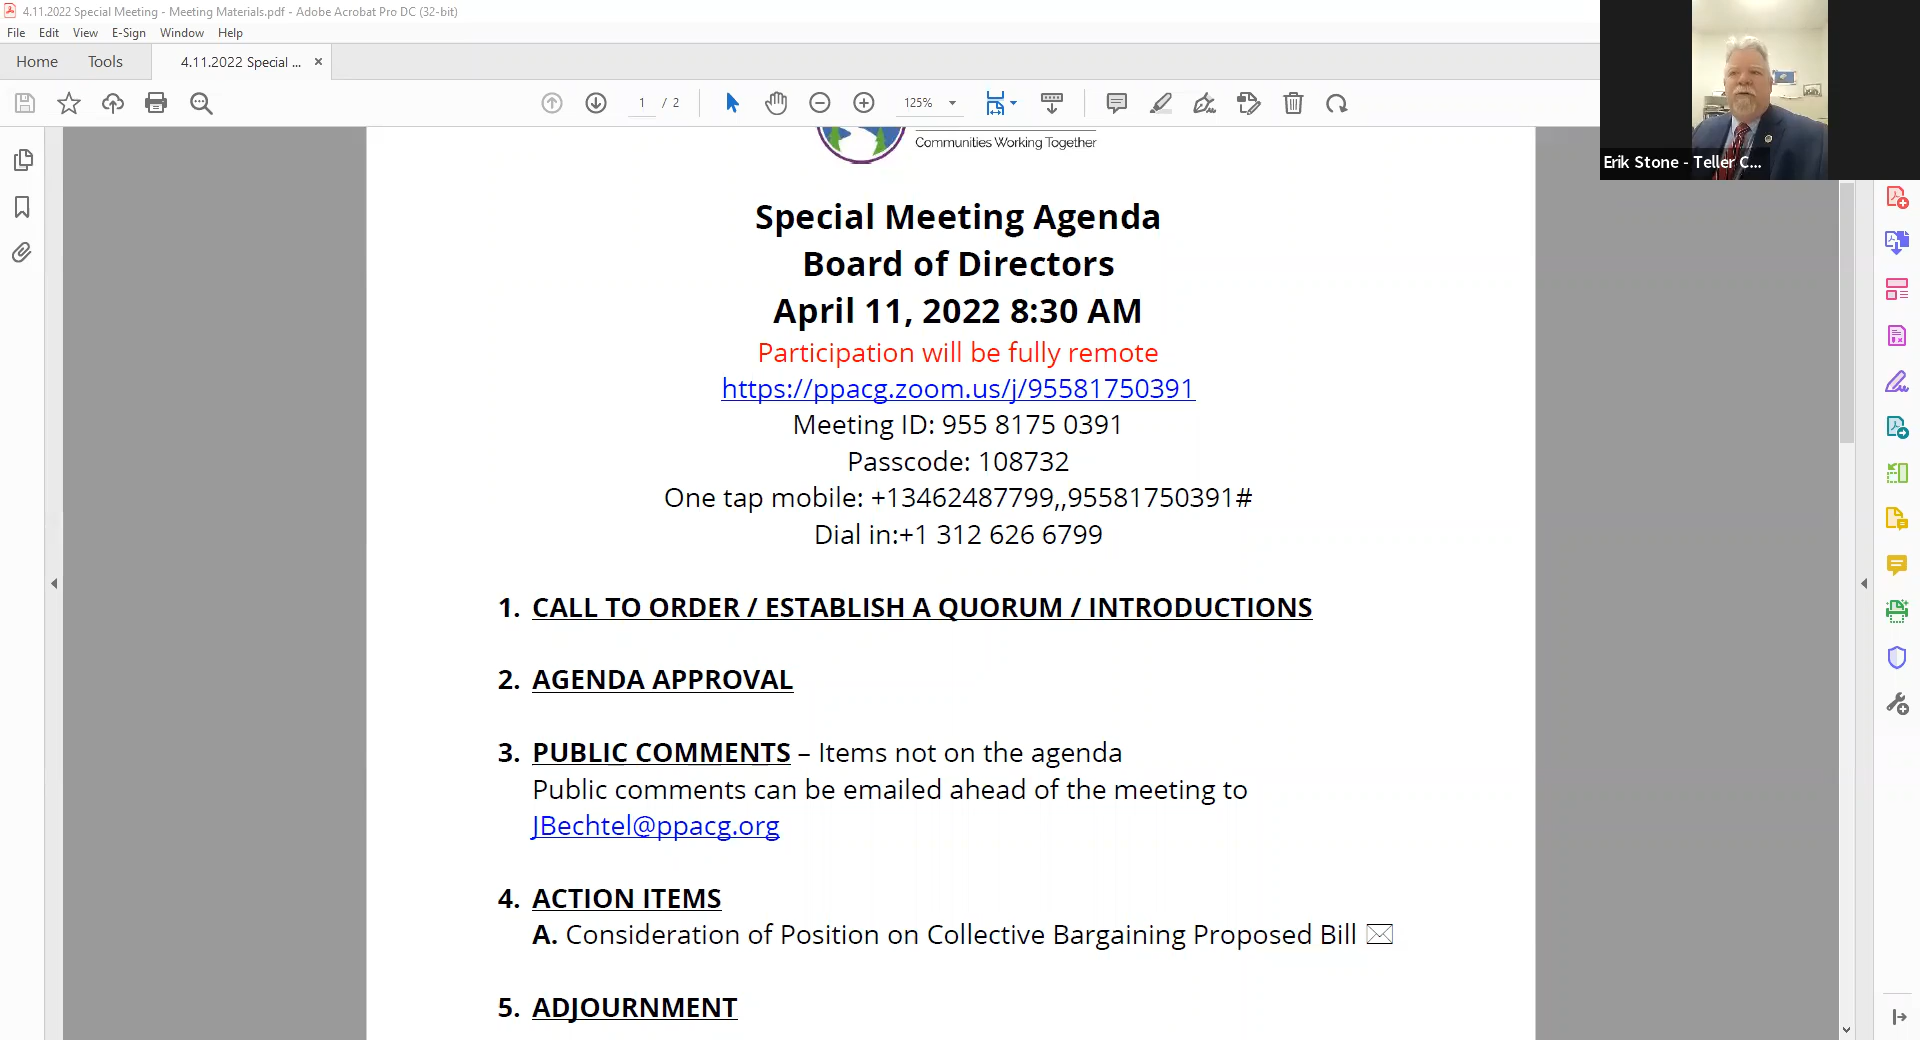 4.11.2022 Special Meeting - Meeting Materials.pdf - Adobe Acrobat Pro DC (32-bit)
File Edit View E-Sign Window Help
Home Tools 4.11.2022 Special ... ×
1 / 2 125%
Erik Stone - Teller C...
Communities Working Together
Special Meeting Agenda
Board of Directors
April 11, 2022 8:30 AM
Participation will be fully remote
https://ppacg.zoom.us/j/95581750391
Meeting ID: 955 8175 0391
Passcode: 108732
One tap mobile: +13462487799,,95581750391#
Dial in:+1 312 626 6799
1. CALL TO ORDER / ESTABLISH A QUORUM / INTRODUCTIONS
2. AGENDA APPROVAL
3. PUBLIC COMMENTS – Items not on the agenda
Public comments can be emailed ahead of the meeting to
JBechtel@ppacg.org
4. ACTION ITEMS
A. Consideration of Position on Collective Bargaining Proposed Bill
5. ADJOURNMENT